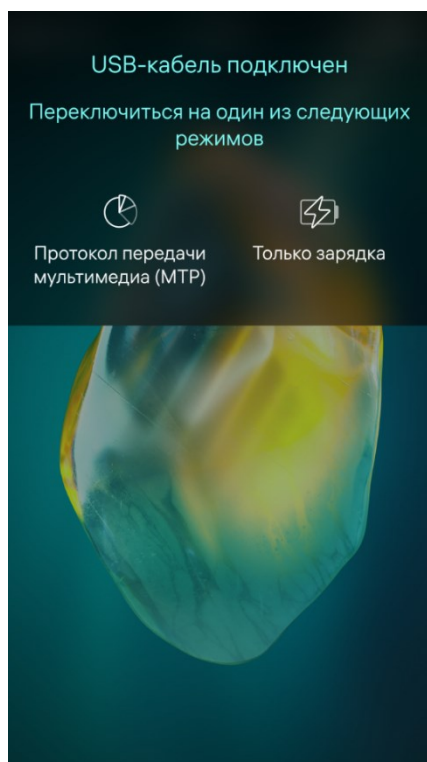 USB-кабель подключен
Переключиться на один из следующих
режимов
Протокол передачи
мультимедиа (MTP)
Только зарядка